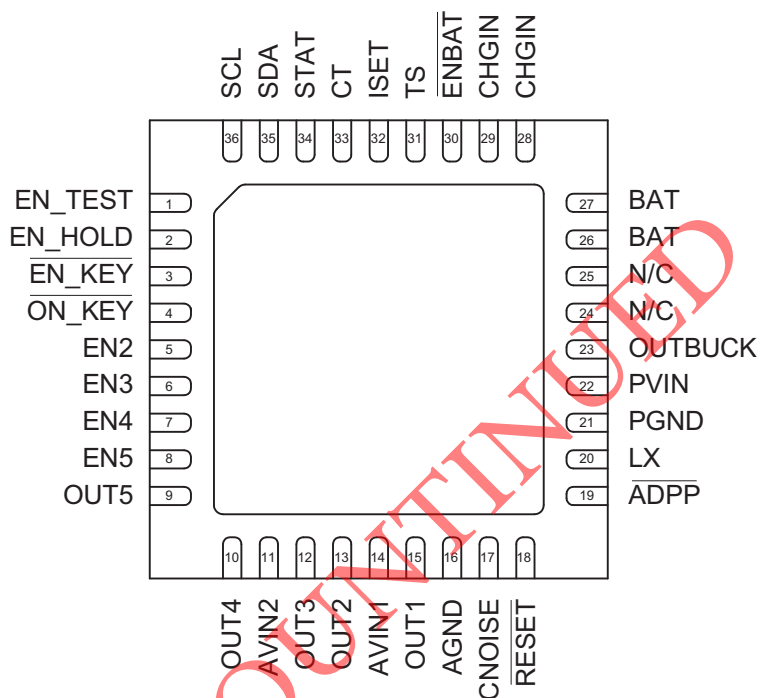 SCL SDA STAT CT ISET TS ENBAT CHGIN CHGIN
36 35 34 33 32 31 30 29 28
EN_TEST 1 27 BAT
EN_HOLD 2 26 BAT
EN_KEY 3 25 N/C
ON_KEY 4 24 N/C
EN2 5 23 OUTBUCK
EN3 6 22 PVIN
EN4 7 21 PGND
EN5 8 20 LX
OUT5 9 19 ADPP
10 11 12 13 14 15 16 17 18
OUT4 AVIN2 OUT3 OUT2 AVIN1 OUT1 AGND CNOISE RESET
OUNTINUED